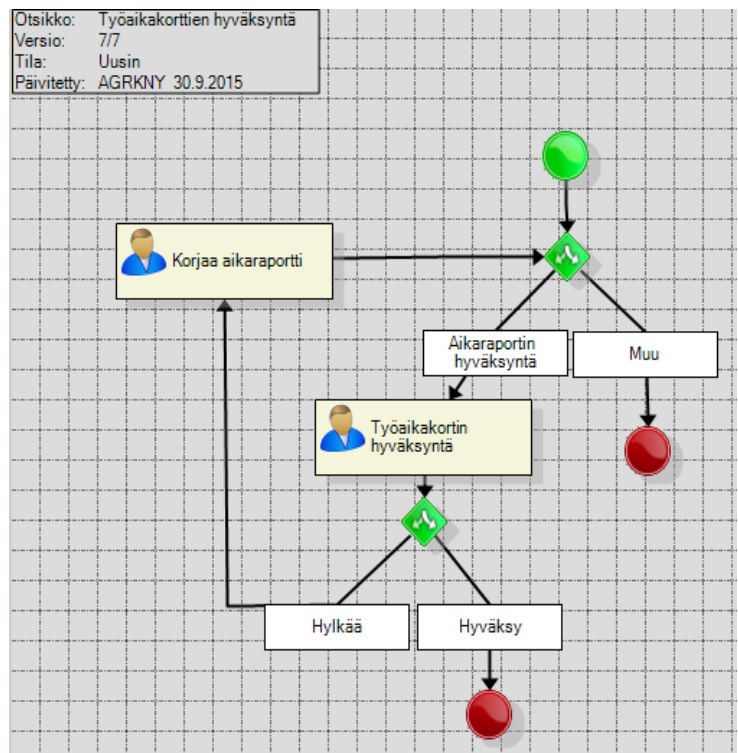 Otsikko: Työaikakorttien hyväksyntä
Versio: 7/7
Tila: Uusin
Päivitetty: AGRKNY 30.9.2015
Korjaa aikaraportti
Aikaraportin
hyväksyntä
Muu
Työaikakortin
hyväksyntä
Hylkää
Hyväksy